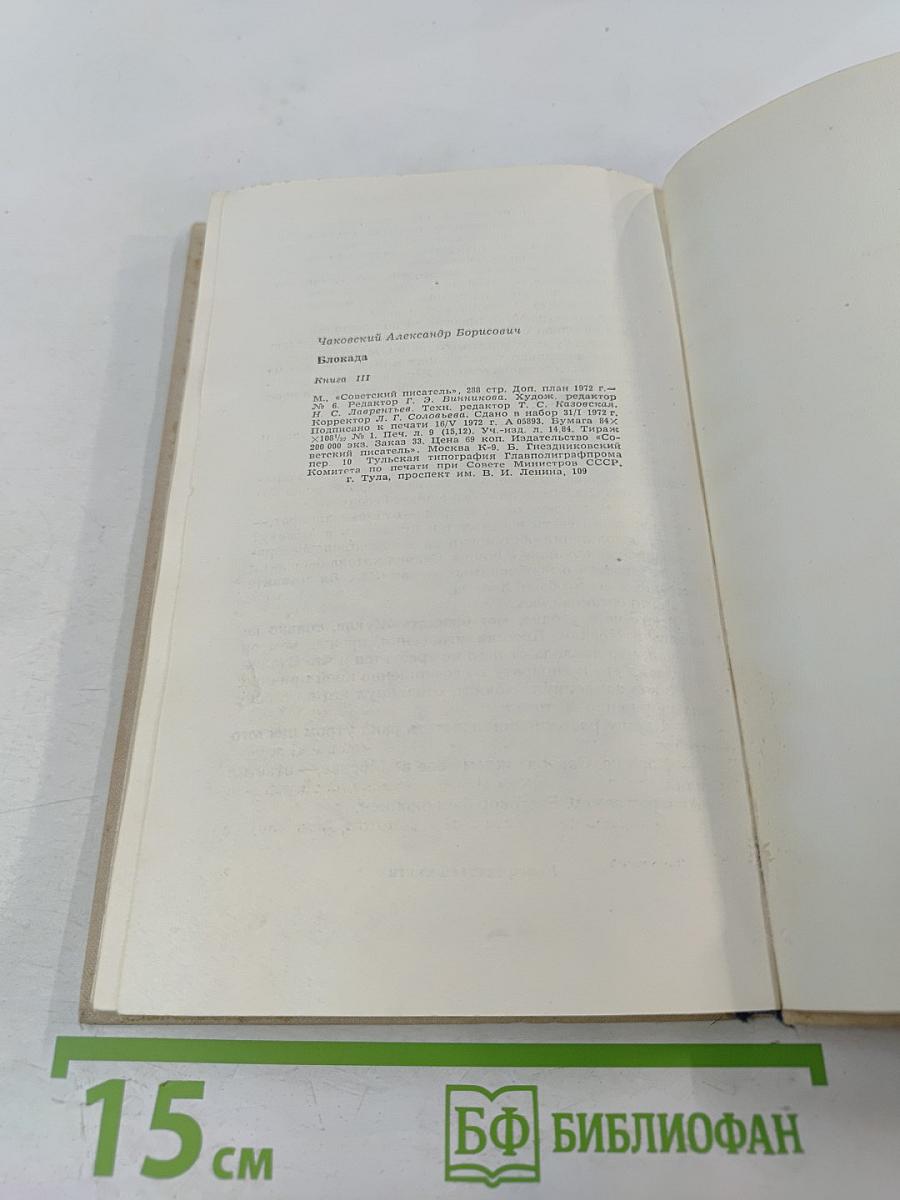 Чаковский Александр Борисович
Блокада
Книга III
М., «Советский писатель», 288 стр. Доп. план 1972 г.—
№ 6. Редактор Г. Э. Винникова. Худож. редактор
Н. С. Лаврентьев. Техн. редактор Т. С. Казовская.
Корректор Л. Г. Соловьева. Сдано в набор 31/I 1972 г.
Подписано к печати 16/V 1972 г. А 05893. Бумага 84×
×108¹/₃₂ № 1. Печ. л. 9 (15,12). Уч.-изд. л. 14,84. Тираж
200 000 экз. Заказ 33. Цена 69 коп. Издательство «Со-
ветский писатель». Москва К-9. Б. Гнездниковский
пер 10 Тульская типография Главполиграфпрома
Комитета по печати при Совете Министров СССР,
г. Тула, проспект им. В. И. Ленина, 109
15 см
БФ БИБЛИОФАН